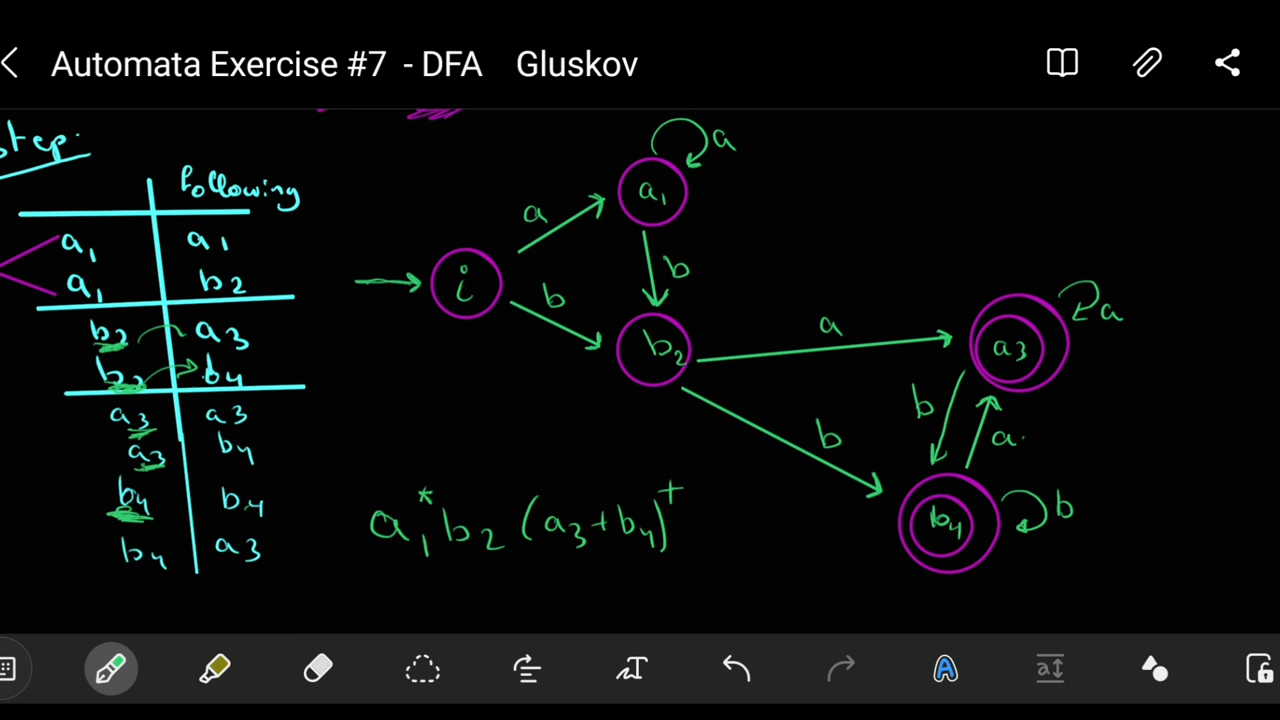 Automata Exercise #7 - DFA Gluskov
step.
following
a₁ a₁
a₁ b₂
b₂ a₃
b₂ b₄
a₃ a₃
a₃ b₄
b₄ b₄
b₄ a₃
a
a₁
a
i
b
b
b₂
a
a₃
a
b
b
a.
b₄
b
a₁* b₂ (a₃+b₄)⁺
A
a